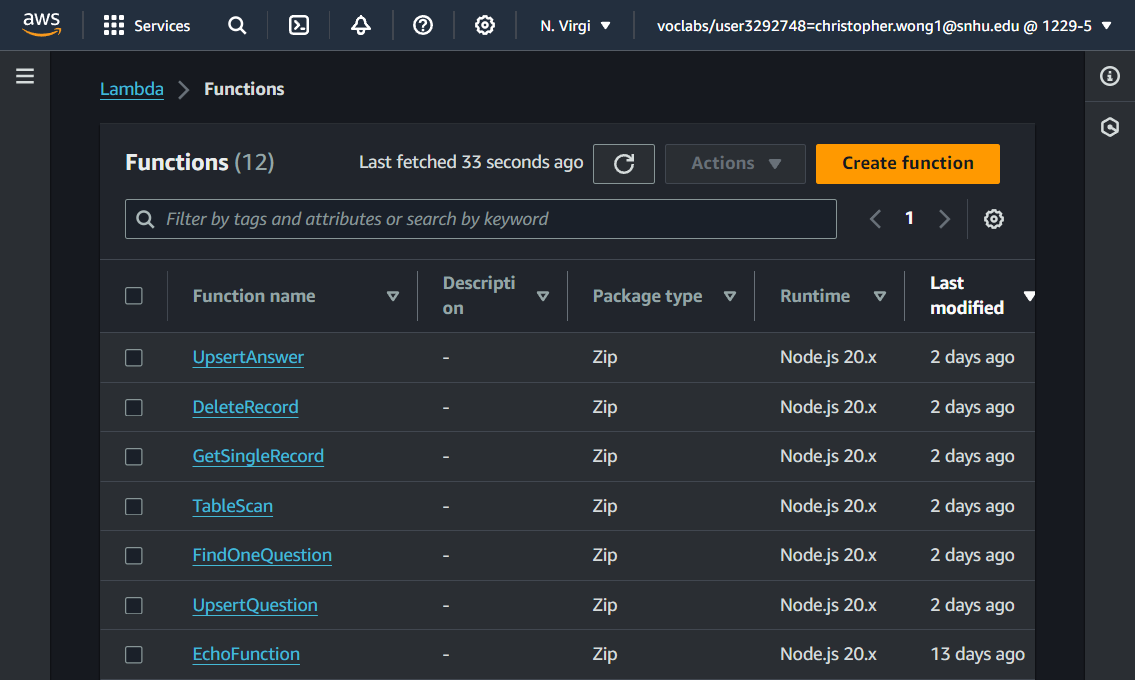 aws Services N. Virgi voclabs/user3292748=christopher.wong1@snhu.edu @ 1229-5
Lambda Functions
Functions (12) Last fetched 33 seconds ago Actions Create function
Filter by tags and attributes or search by keyword 1
Function name Descripti Package type Runtime Last
on modified
UpsertAnswer - Zip Node.js 20.x 2 days ago
DeleteRecord - Zip Node.js 20.x 2 days ago
GetSingleRecord - Zip Node.js 20.x 2 days ago
TableScan - Zip Node.js 20.x 2 days ago
FindOneQuestion - Zip Node.js 20.x 2 days ago
UpsertQuestion - Zip Node.js 20.x 2 days ago
EchoFunction - Zip Node.js 20.x 13 days ago